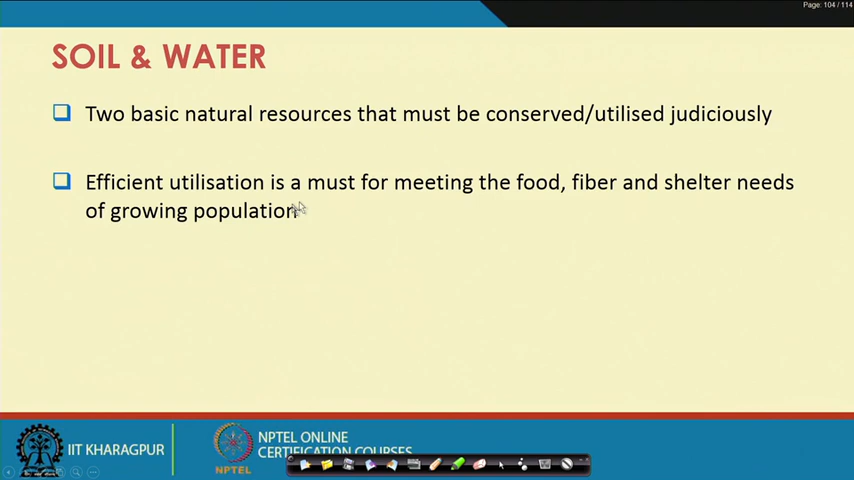 Page: 104 / 114
SOIL & WATER
Two basic natural resources that must be conserved/utilised judiciously
Efficient utilisation is a must for meeting the food, fiber and shelter needs
of growing population
IIT KHARAGPUR
NPTEL
NPTEL ONLINE
CERTIFICATION COURSES